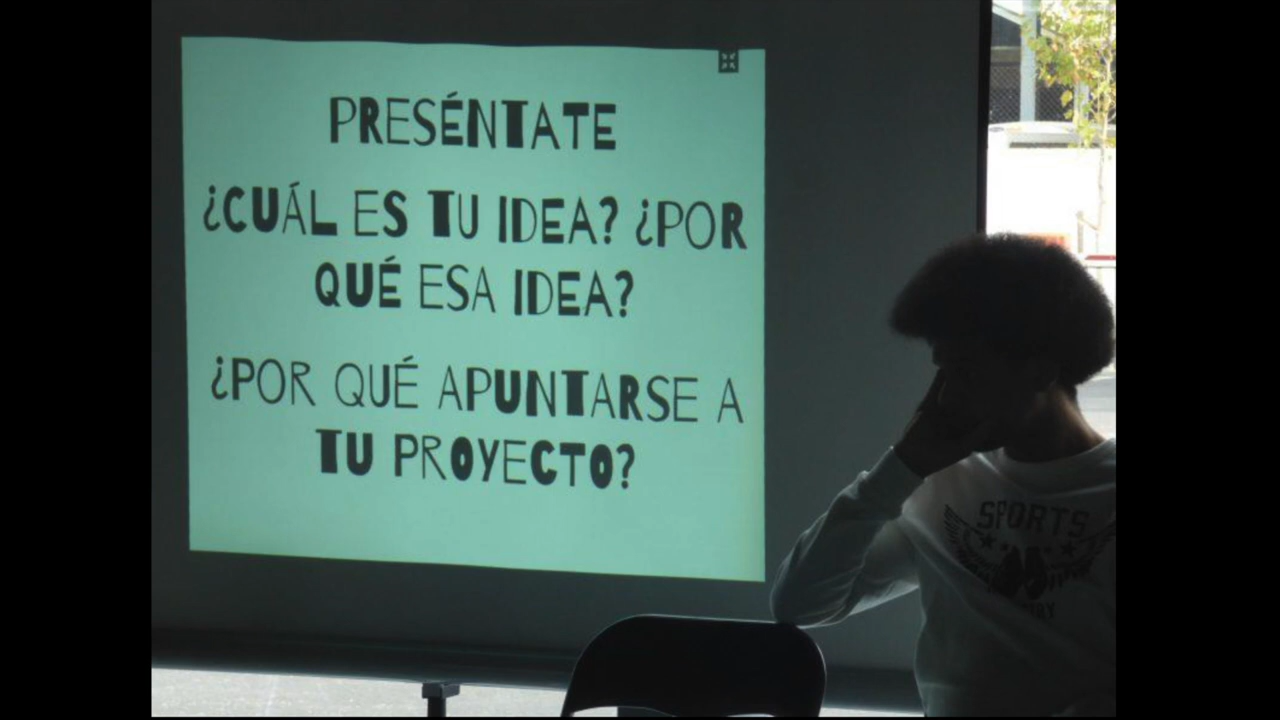 PRESÉNTATE
¿CUÁL ES TU IDEA? ¿POR
QUÉ ESA IDEA?
¿POR QUÉ APUNTARSE A
TU PROYECTO?
SPORTS